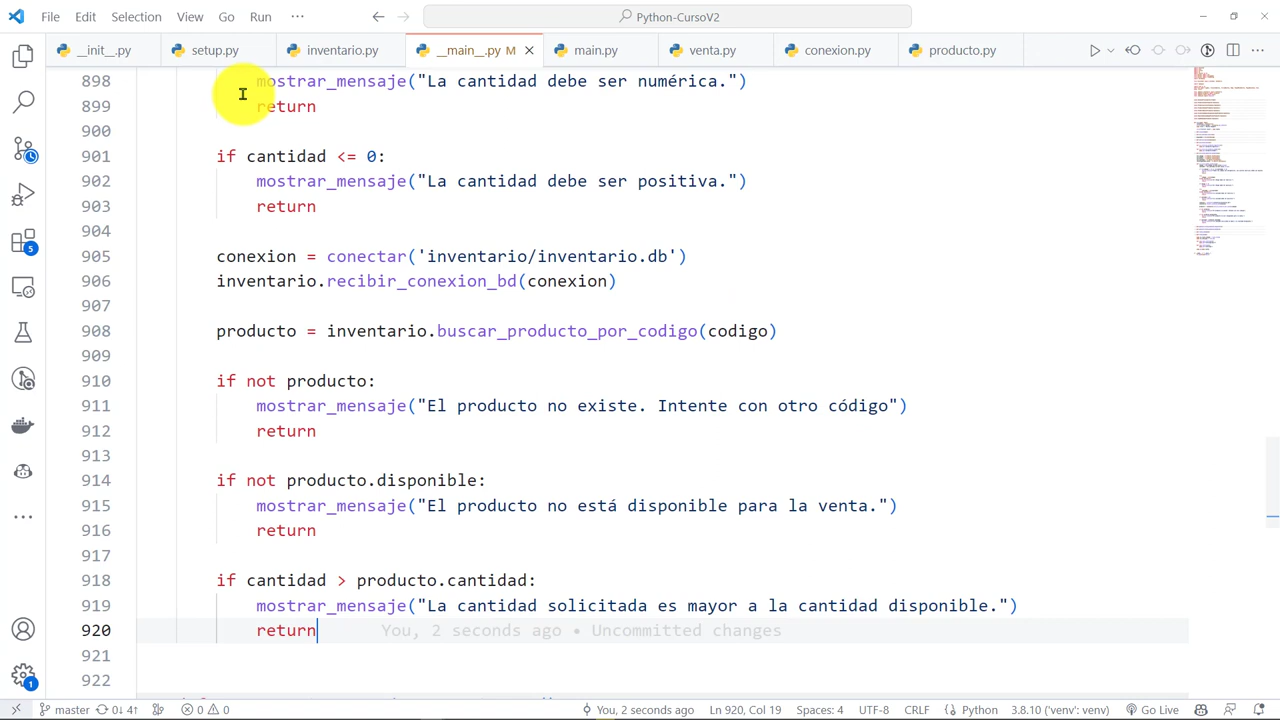 File Edit Selection View Go Run ··· Python-CursoV2
__init__.py setup.py inventario.py __main__.py M main.py venta.py conexion producto.py
898 mostrar_mensaje("La cantidad debe ser numérica.")
899 return
900
901 if cantidad 0:
902 mostrar_mensaje("La cantidad debe positiva.")
903 return
904
905 conexion = conectar('inventario/inventario.db')
906 inventario.recibir_conexion_bd(conexion)
907
908 producto = inventario.buscar_producto_por_codigo(codigo)
909
910 if not producto:
911 mostrar_mensaje("El producto no existe. Intente con otro código")
912 return
913
914 if not producto.disponible:
915 mostrar_mensaje("El producto no está disponible para la venta.")
916 return
917
918 if cantidad > producto.cantidad:
919 mostrar_mensaje("La cantidad solicitada es mayor a la cantidad disponible.")
920 return You, 2 seconds ago • Uncommitted changes
921
922
master 0 0 You, 2 seconds ago Ln 920, Col 19 Spaces: 4 UTF-8 CRLF Python 3.8.10 ('venv': venv) Go Live
5
1